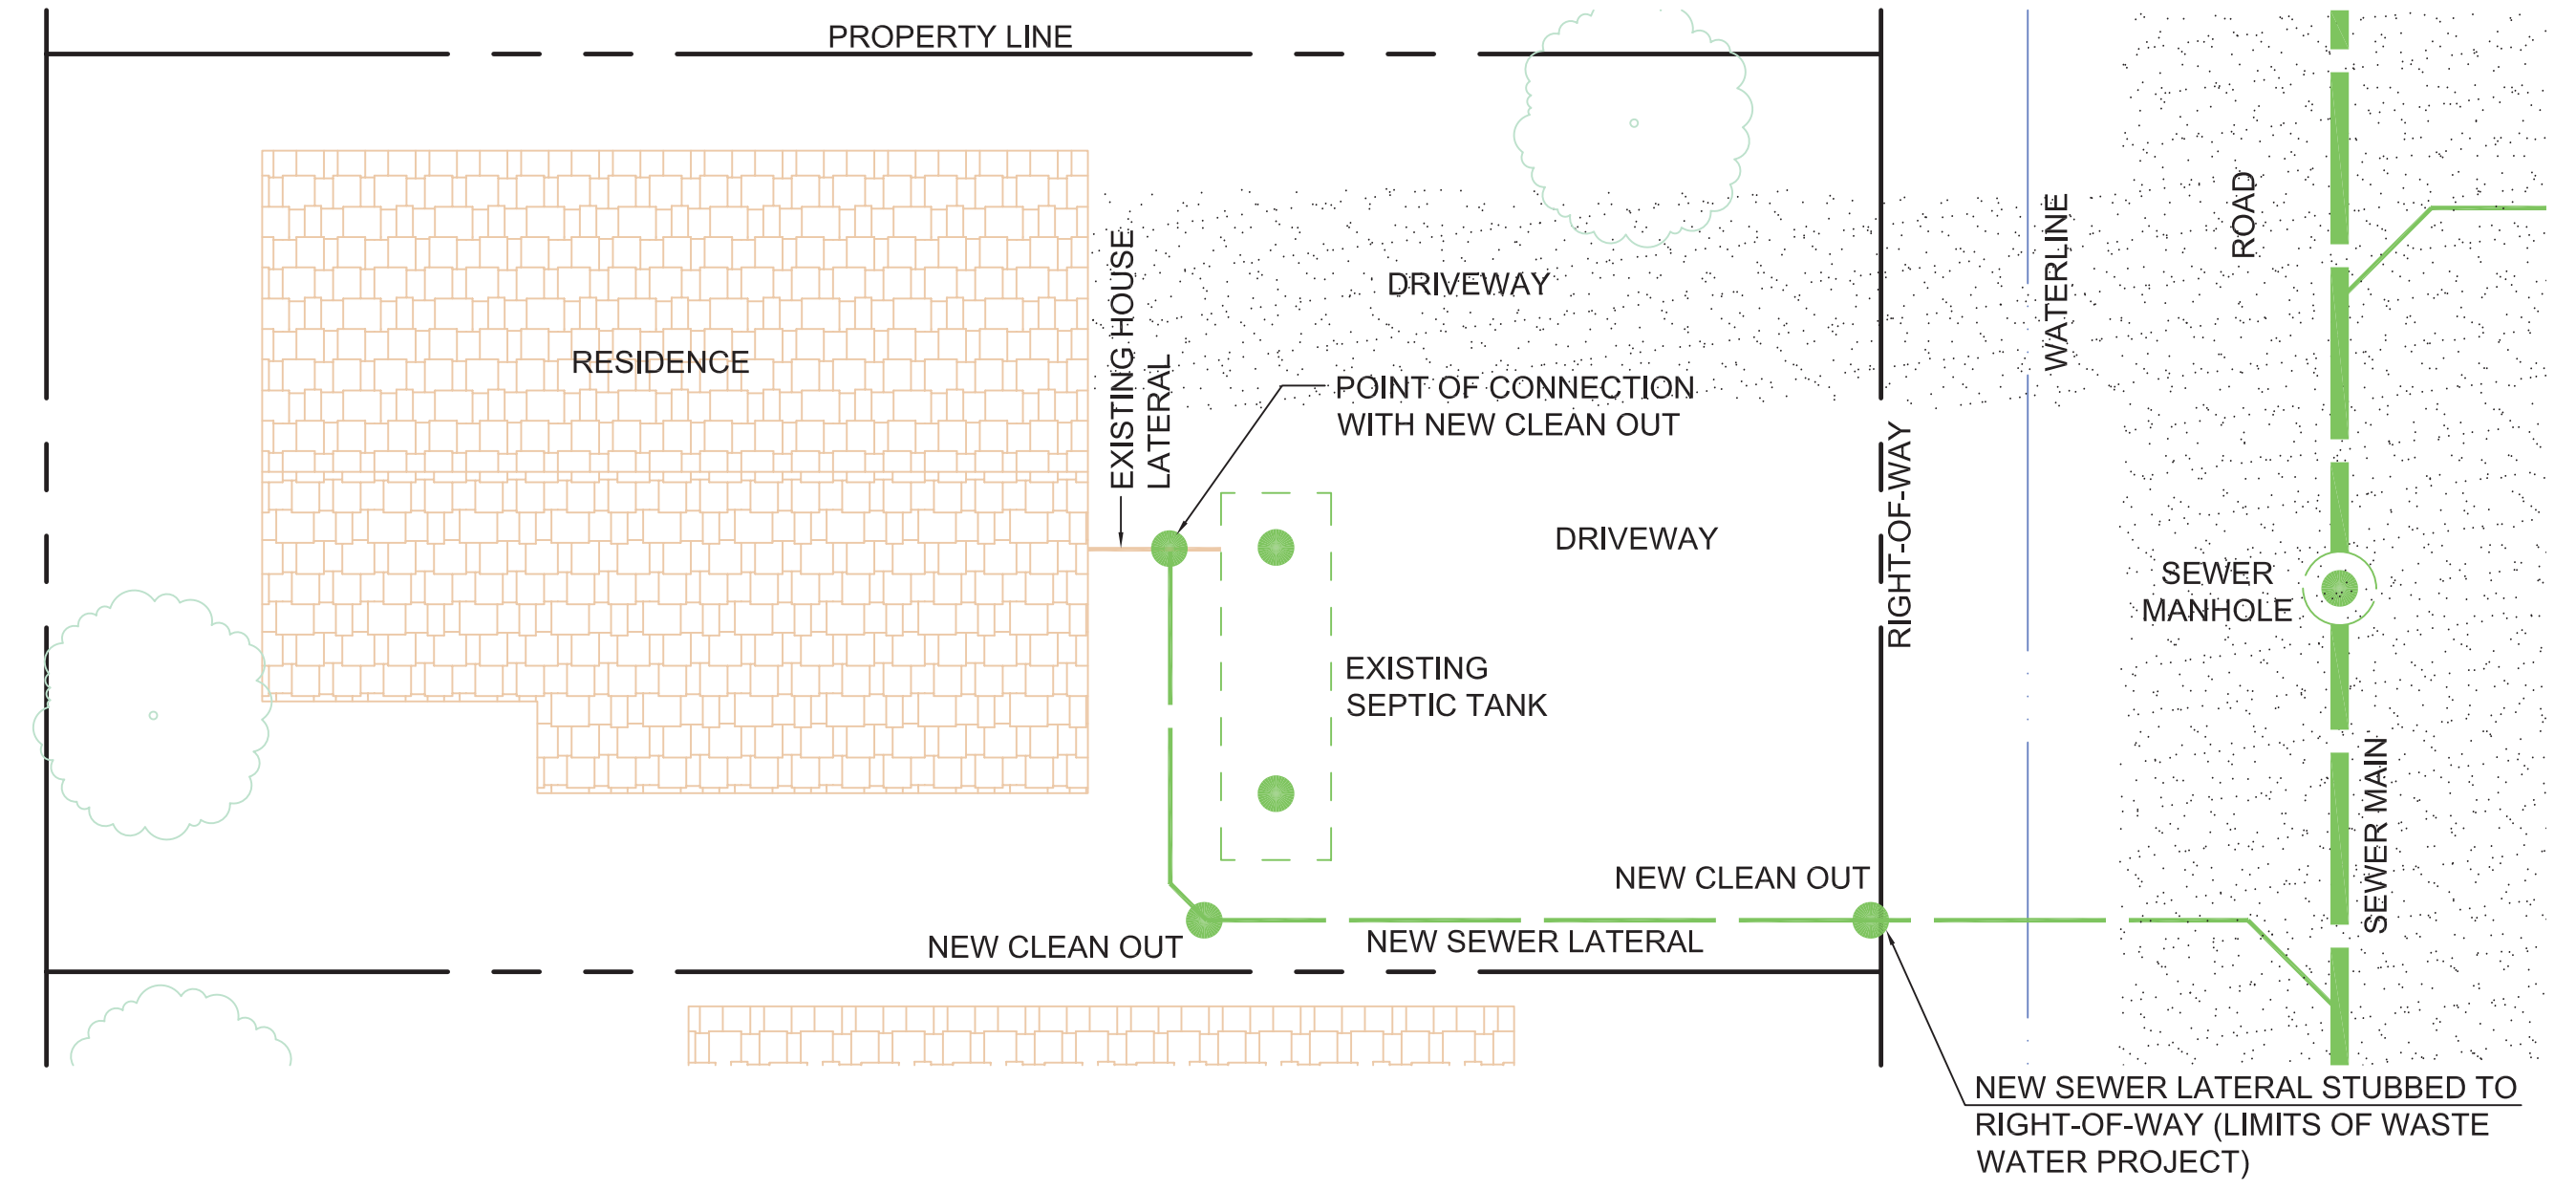 PROPERTY LINE
RESIDENCE
EXISTING HOUSE
LATERAL
DRIVEWAY
POINT OF CONNECTION
WITH NEW CLEAN OUT
DRIVEWAY
RIGHT-OF-WAY
WATERLINE
ROAD
SEWER
MANHOLE
EXISTING
SEPTIC TANK
SEWER MAIN
NEW CLEAN OUT
NEW CLEAN OUT
NEW SEWER LATERAL
NEW SEWER LATERAL STUBBED TO
RIGHT-OF-WAY (LIMITS OF WASTE
WATER PROJECT)